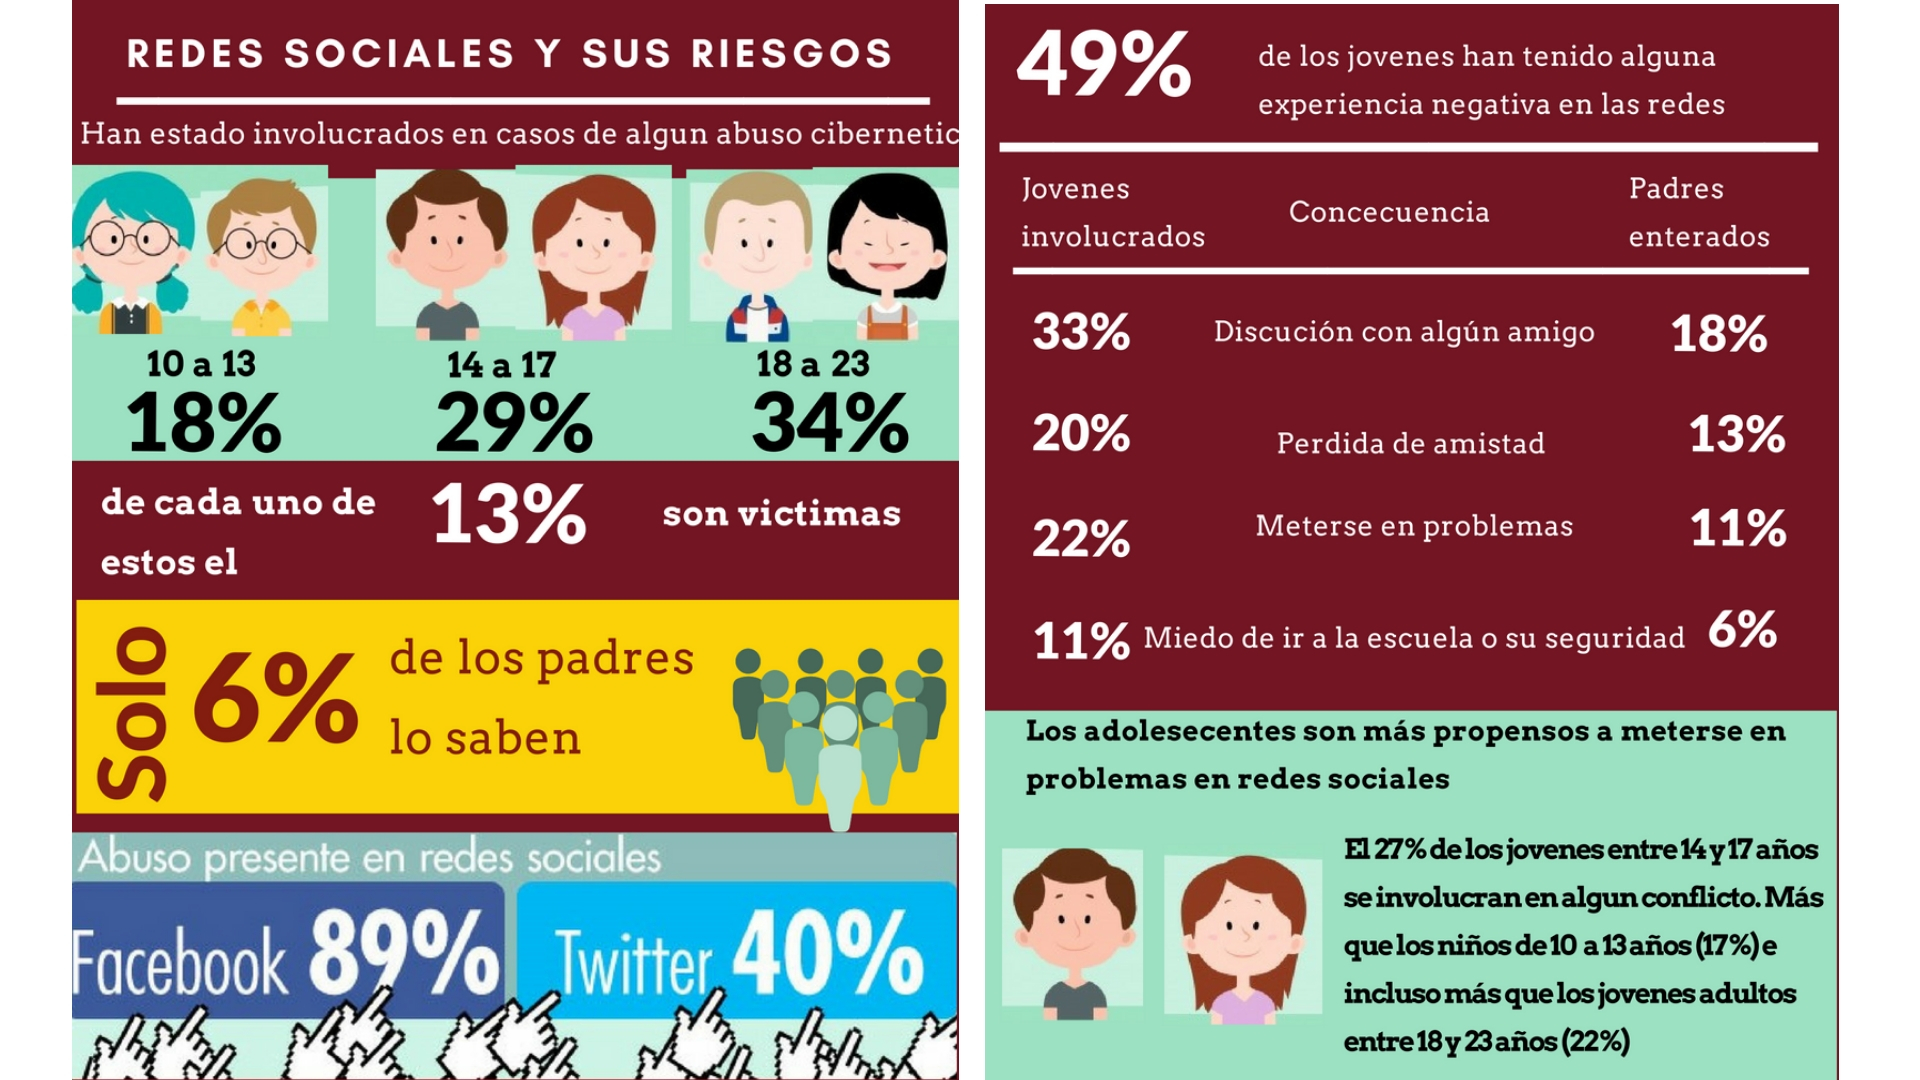 REDES SOCIALES Y SUS RIESGOS
Han estado involucrados en casos de algun abuso cibernetic
10 a 13
14 a 17
18 a 23
18%
29%
34%
de cada uno de
estos el
13%
son victimas
Solo
6%
de los padres
lo saben
Abuso presente en redes sociales
Facebook 89%
Twitter 40%
49%
de los jovenes han tenido alguna
experiencia negativa en las redes
Jovenes
involucrados
Concecuencia
Padres
enterados
33% Discución con algún amigo 18%
20% Perdida de amistad 13%
22% Meterse en problemas 11%
11% Miedo de ir a la escuela o su seguridad 6%
Los adolesecentes son más propensos a meterse en
problemas en redes sociales
El 27% de los jovenes entre 14 y 17 años
se involucran en algun conflicto. Más
que los niños de 10 a 13 años (17%) e
incluso más que los jovenes adultos
entre 18 y 23 años (22%)